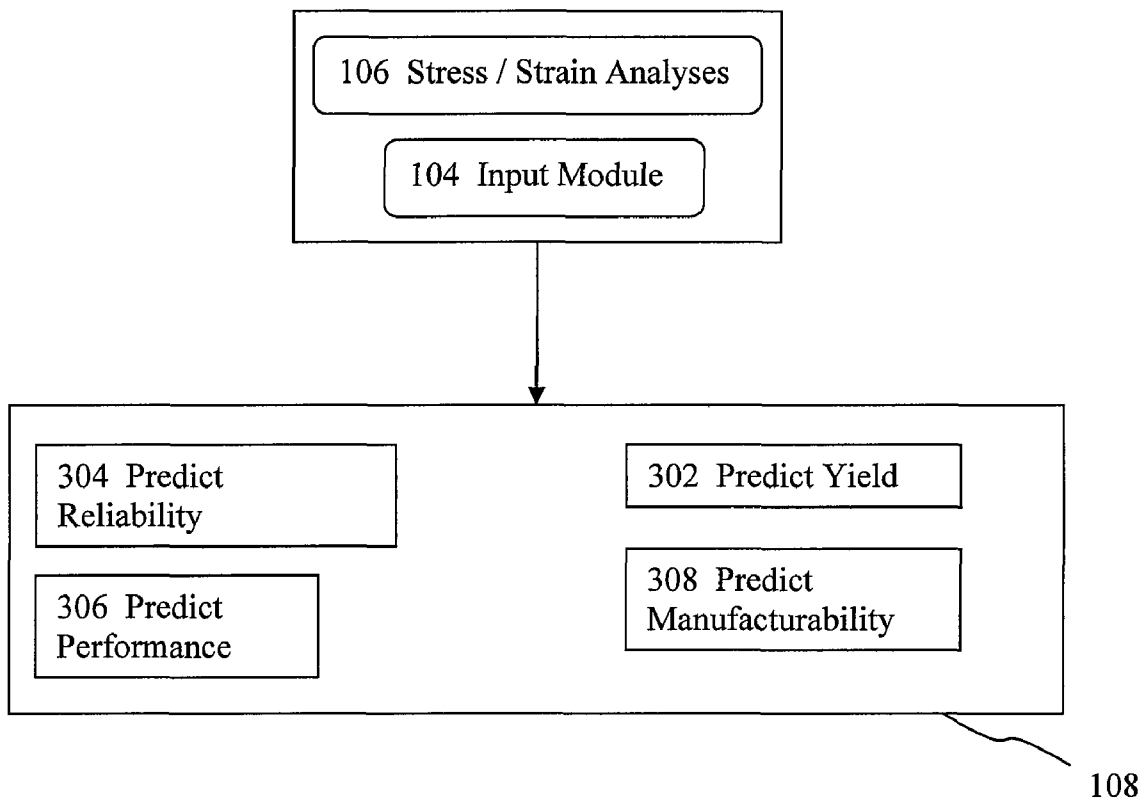 106 Stress / Strain Analyses
104 Input Module
304 Predict
Reliability
302 Predict Yield
306 Predict
Performance
308 Predict
Manufacturability
108